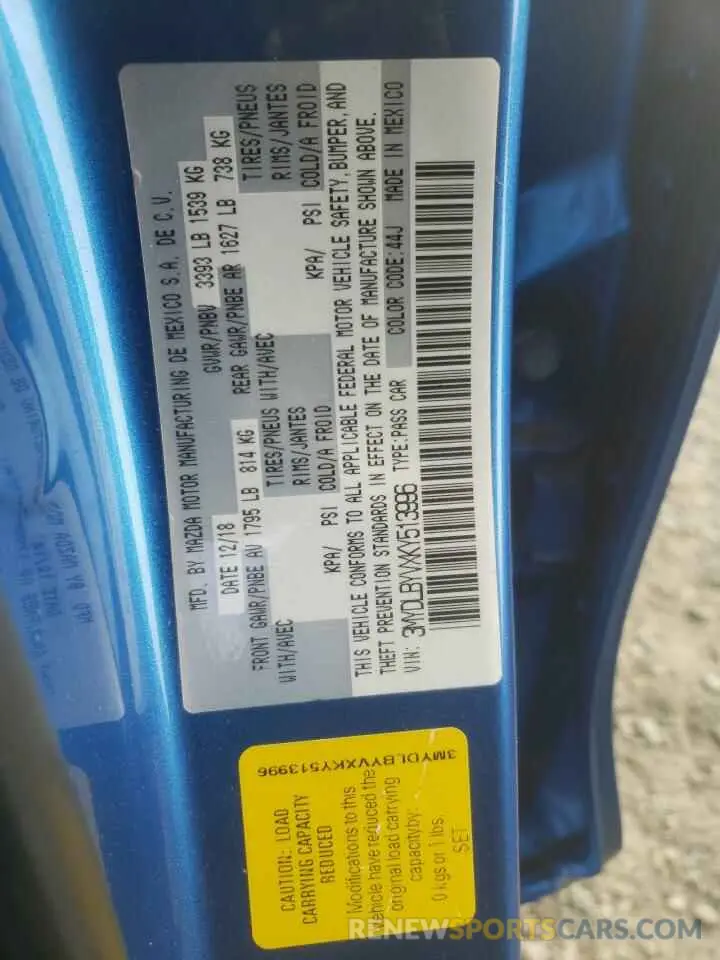 MFD. BY MAZDA MOTOR MANUFACTURING DE MEXICO S.A. DE C.V.
DATE 12/18 GVWR/PNBV 3393 LB 1539 KG
FRONT GAWR/PNBE AV 1795 LB 814 KG REAR GAWR/PNBE AR 1627 LB 738 KG
WITH/AVEC TIRES/PNEUS WITH/AVEC TIRES/PNEUS
RIMS/JANTES RIMS/JANTES
KPA/ PSI COLD/A FROID KPA/ PSI COLD/A FROID
THIS VEHICLE CONFORMS TO ALL APPLICABLE FEDERAL MOTOR VEHICLE SAFETY, BUMPER, AND
THEFT PREVENTION STANDARDS IN EFFECT ON THE DATE OF MANUFACTURE SHOWN ABOVE.
VIN: 3MYDLBYVXKY513996 TYPE:PASS CAR COLOR CODE:44J MADE IN MEXICO
3MYDLBYVXKY513996
CAUTION: LOAD
CARRYING CAPACITY
REDUCED
Modifications to this
vehicle have reduced the
original load carrying
capacity by:
0 kgs or 1 lbs
SET
RENEWSPORTSCARS.COM